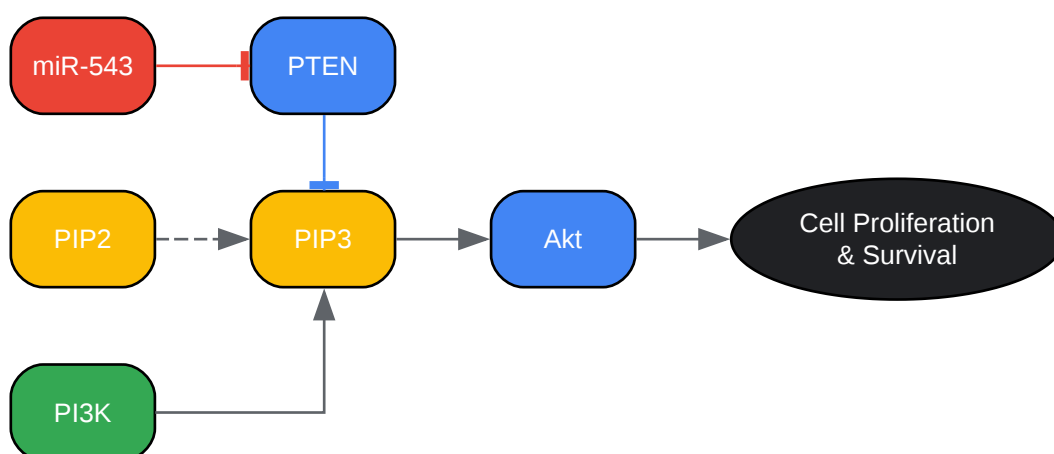 miR-543
PTEN
PIP2
PIP3
Akt
Cell Proliferation
& Survival
PI3K